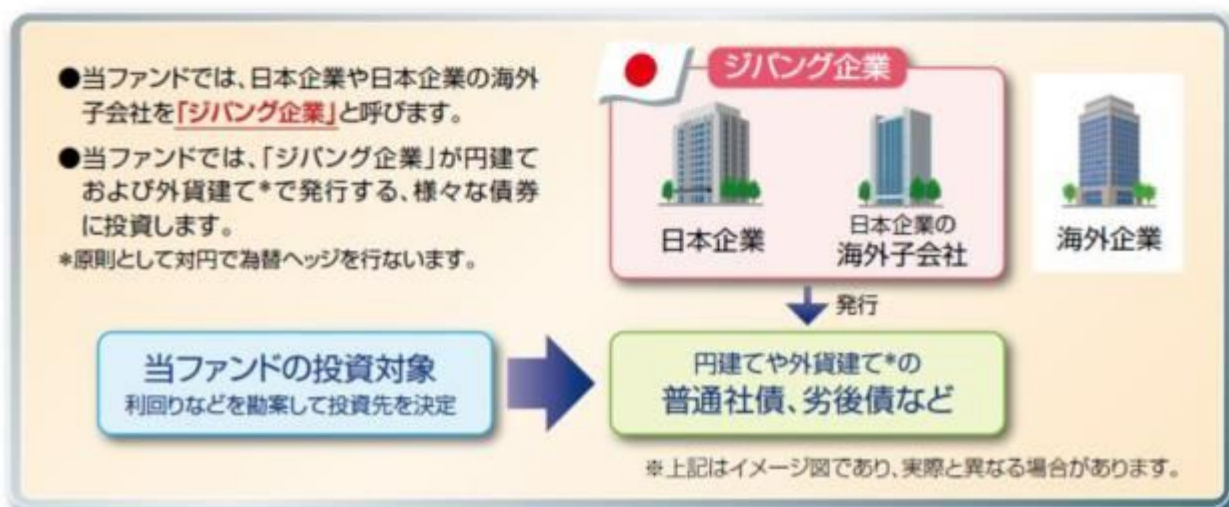 ●当ファンドでは、日本企業や日本企業の海外
子会社を「ジパング企業」と呼びます。
●当ファンドでは、「ジパング企業」が円建て
および外貨建て*で発行する、様々な債券
に投資します。
*原則として対円で為替ヘッジを行ないます。
ジパング企業
日本企業
日本企業の
海外子会社
海外企業
発行
当ファンドの投資対象
利回りなどを勘案して投資先を決定
円建てや外貨建て*の
普通社債、劣後債など
※上記はイメージ図であり、実際と異なる場合があります。